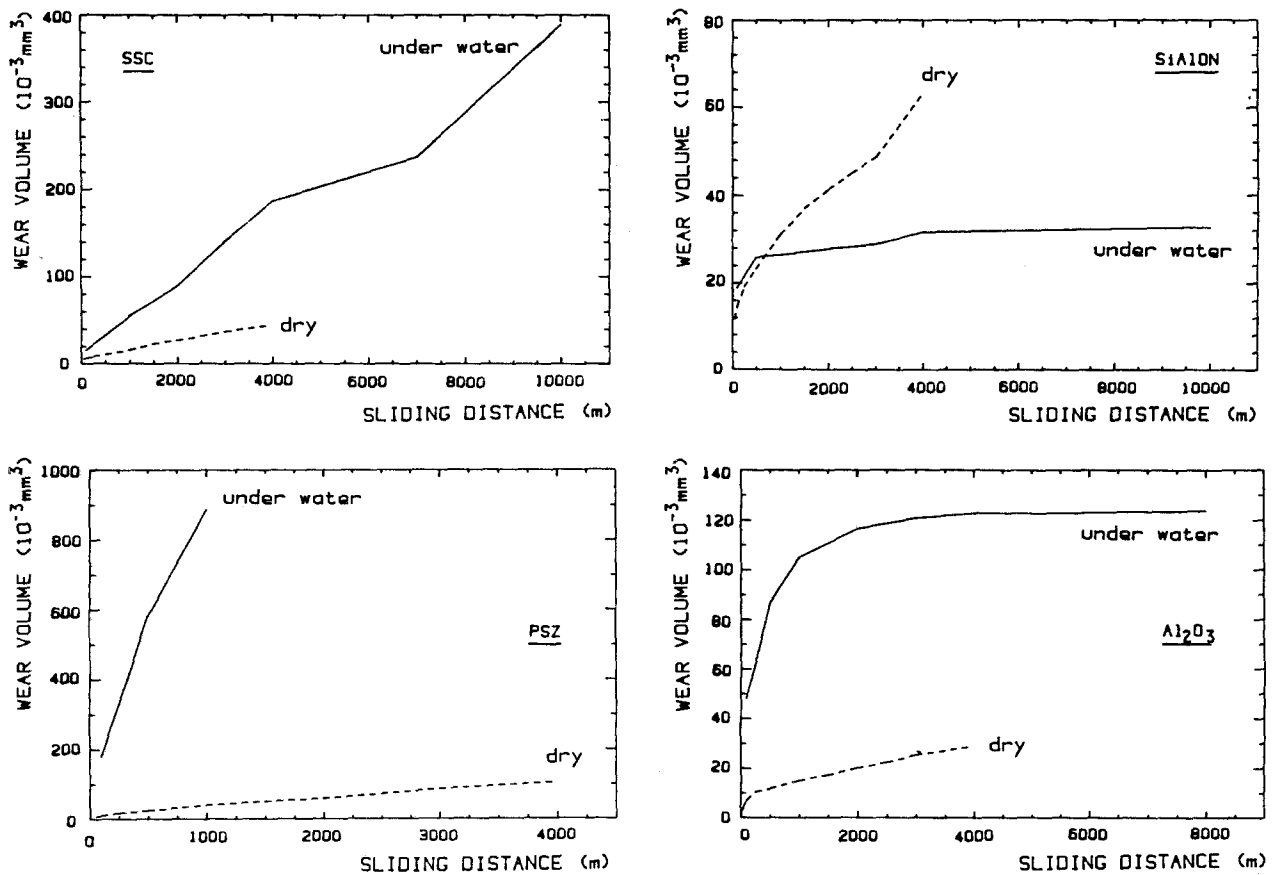 WEAR VOLUME (10⁻³mm³)
400
300
200
100
0
SSC
under water
dry
0 2000 4000 6000 8000 10000
SLIDING DISTANCE (m)
WEAR VOLUME (10⁻³mm³)
80
60
40
20
0
SiAlON
dry
under water
0 2000 4000 6000 8000 10000
SLIDING DISTANCE (m)
WEAR VOLUME (10⁻³mm³)
1000
800
600
400
200
0
under water
PSZ
dry
0 1000 2000 3000 4000
SLIDING DISTANCE (m)
WEAR VOLUME (10⁻³mm³)
140
120
100
80
60
40
20
0
under water
Al₂O₃
dry
0 2000 4000 6000 8000
SLIDING DISTANCE (m)